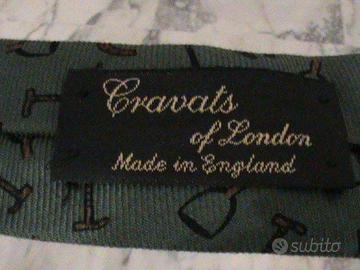 Cravats
of London
Made in England
subito